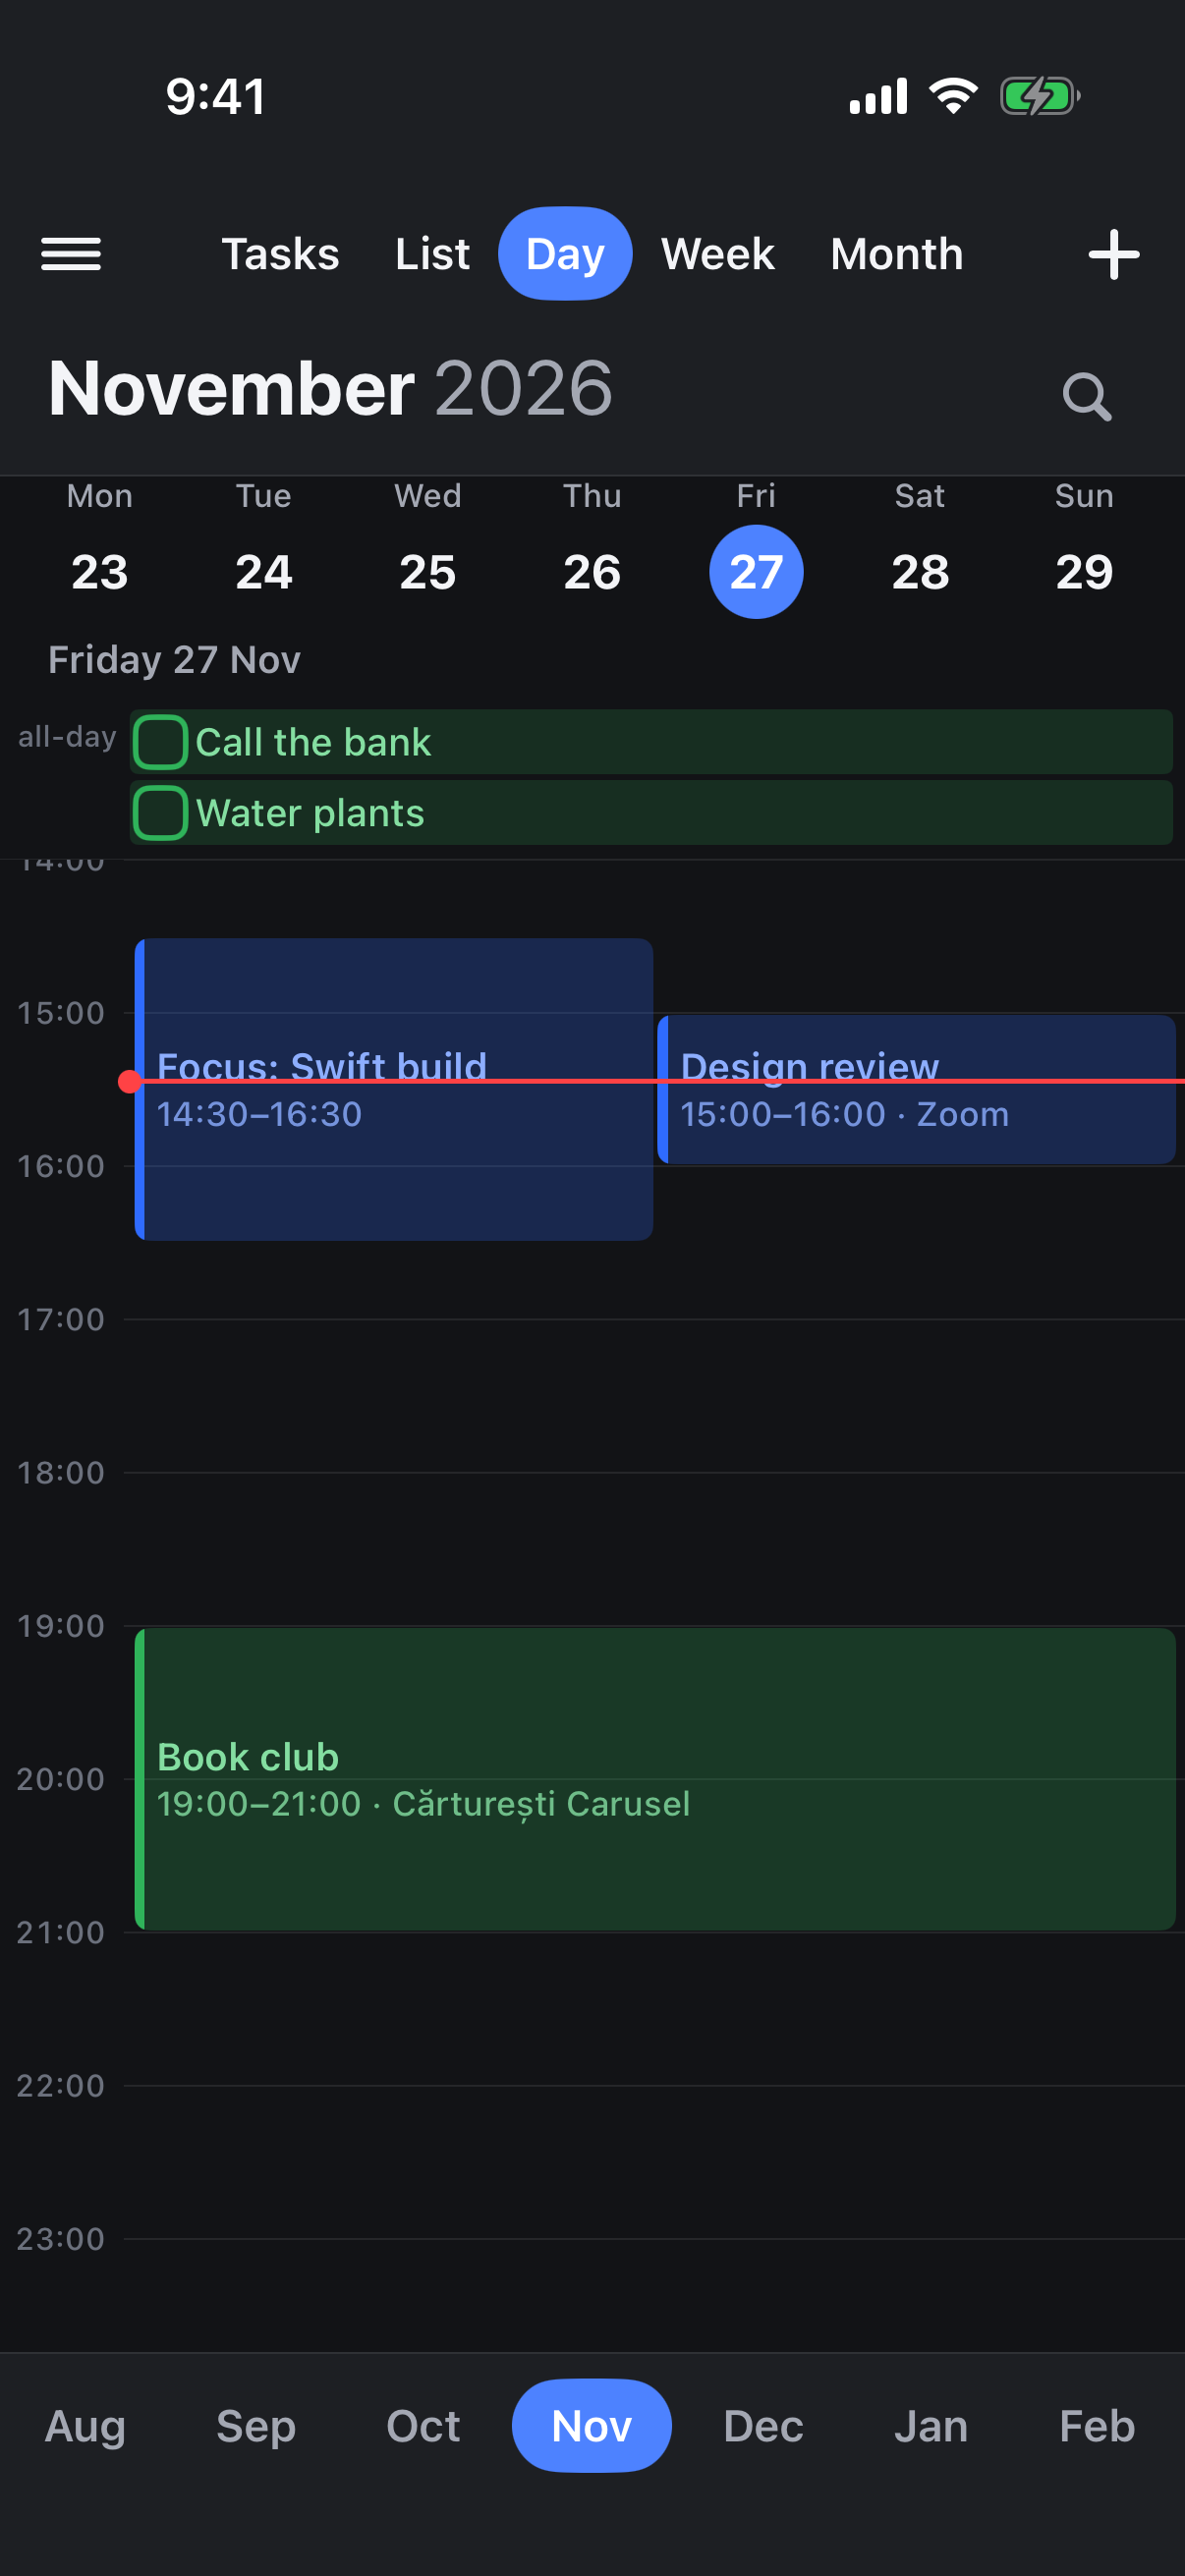 9:41
Tasks List Day Week Month
November 2026
Mon Tue Wed Thu Fri Sat Sun
23 24 25 26 27 28 29
Friday 27 Nov
all-day
Call the bank
Water plants
14:00
15:00
Focus: Swift build
14:30–16:30
Design review
15:00–16:00 · Zoom
16:00
17:00
18:00
19:00
Book club
20:00
19:00–21:00 · Cărturești Carusel
21:00
22:00
23:00
Aug Sep Oct Nov Dec Jan Feb